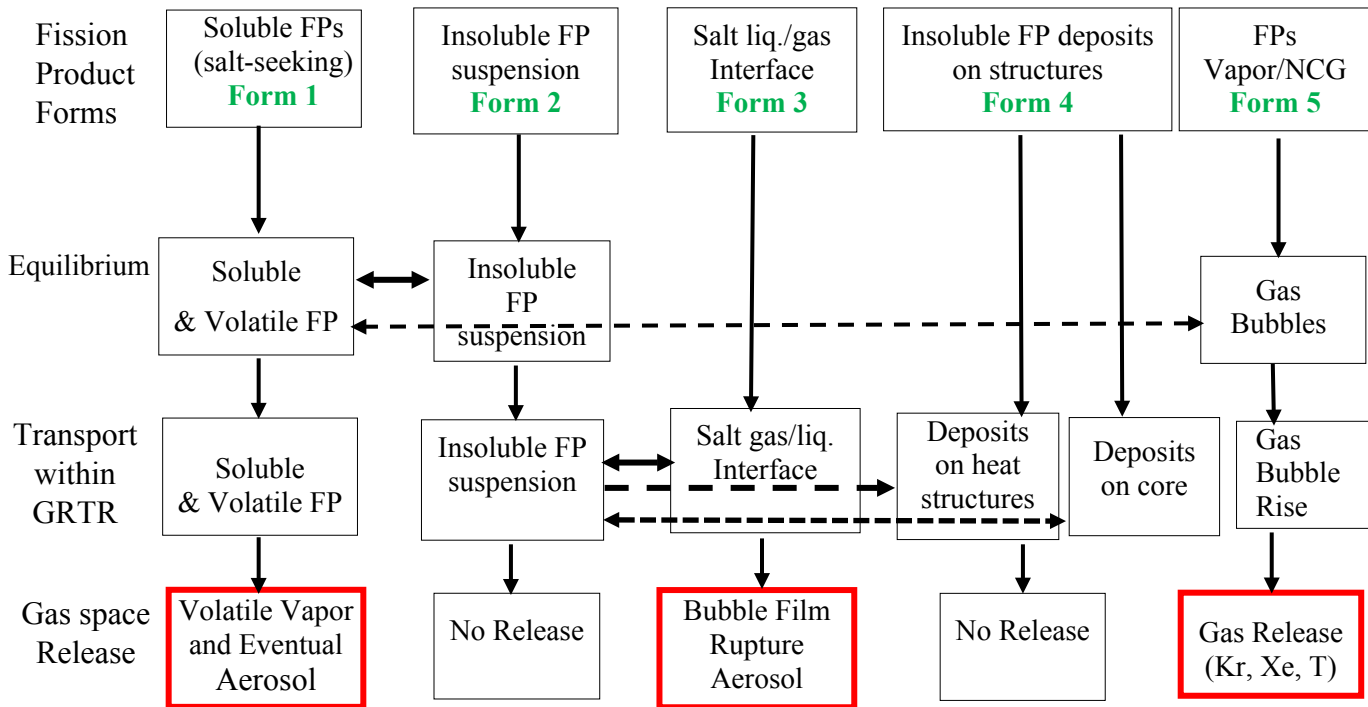 Fission
Product
Forms
Soluble FPs
(salt-seeking)
Form 1
Insoluble FP
suspension
Form 2
Salt liq./gas
Interface
Form 3
Insoluble FP deposits
on structures
Form 4
FPs
Vapor/NCG
Form 5
Equilibrium
Soluble
& Volatile FP
Insoluble
FP
suspension
Gas
Bubbles
Transport
within
GRTR
Soluble
& Volatile FP
Insoluble FP
suspension
Salt gas/liq.
Interface
Deposits
on heat
structures
Deposits
on core
Gas
Bubble
Rise
Gas space
Release
Volatile Vapor
and Eventual
Aerosol
No Release
Bubble Film
Rupture
Aerosol
No Release
Gas Release
(Kr, Xe, T)